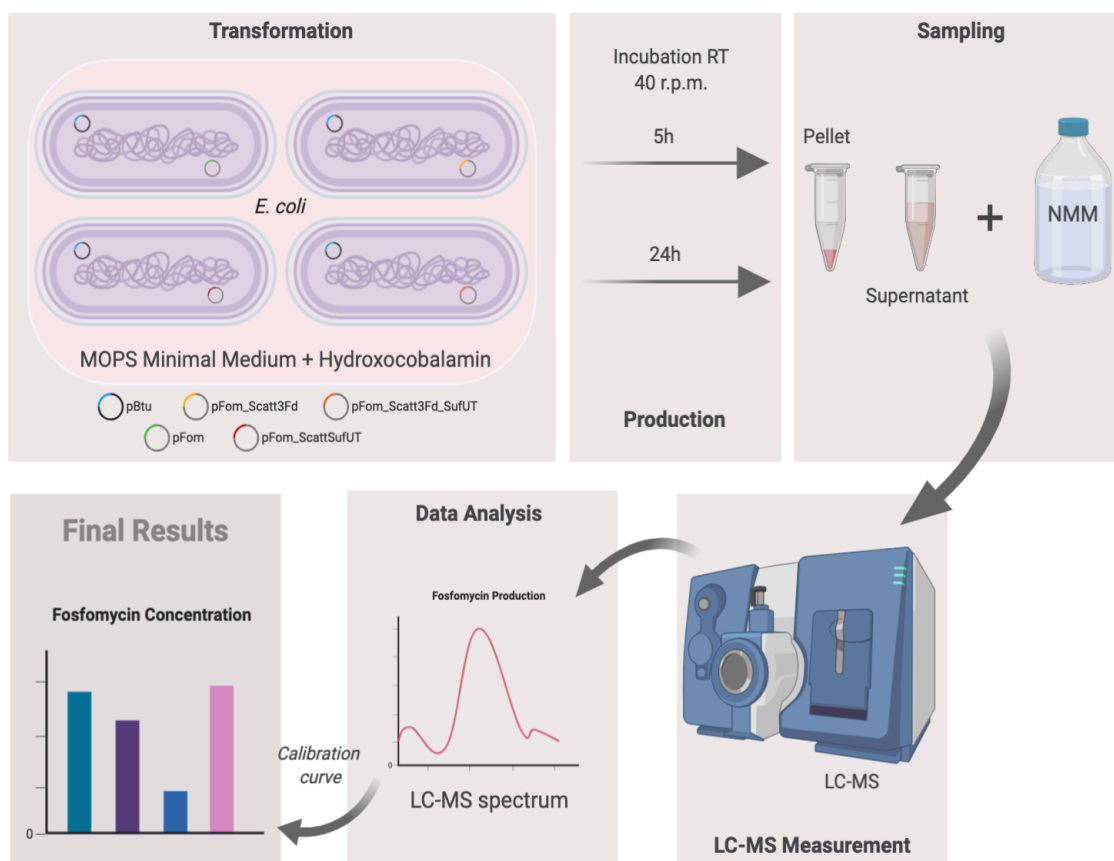 Transformation
E. coli
MOPS Minimal Medium + Hydroxocobalamin
pBtu
pFom_Scatt3Fd
pFom_Scatt3Fd_SufUT
pFom
pFom_ScattSufUT
Incubation RT
40 r.p.m.
5h
24h
Production
Sampling
Pellet
Supernatant
+
NMM
LC-MS
LC-MS Measurement
Data Analysis
Fosfomycin Production
0
LC-MS spectrum
Calibration
curve
Final Results
Fosfomycin Concentration
0